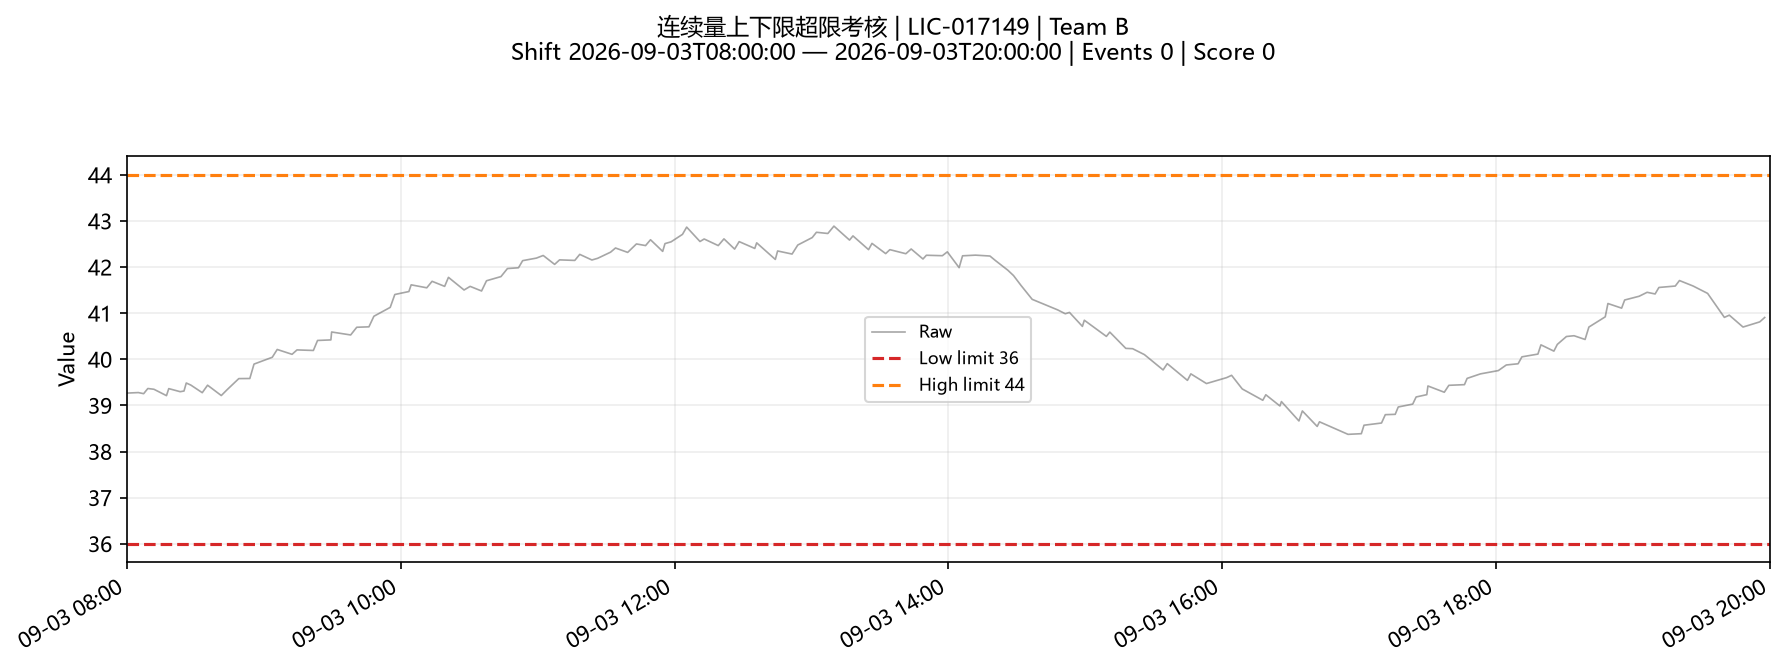 连续量上下限超限考核 | LIC-017149 | Team B
Shift 2026-09-03T08:00:00 — 2026-09-03T20:00:00 | Events 0 | Score 0
44
43
42
41
40
39
38
37
36
Value
Raw
Low limit 36
High limit 44
09-03 08:00
09-03 10:00
09-03 12:00
09-03 14:00
09-03 16:00
09-03 18:00
09-03 20:00